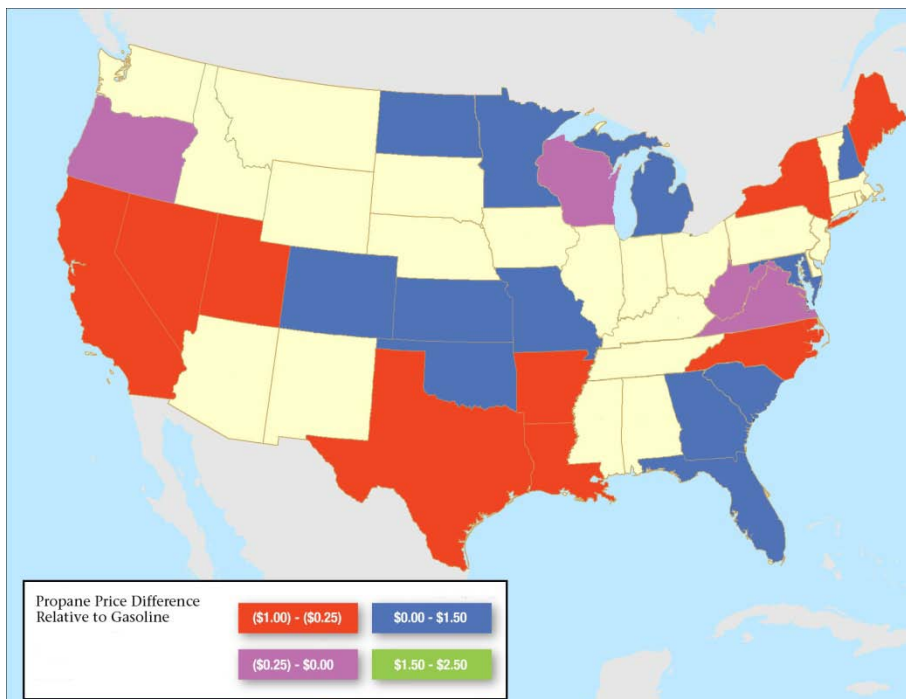 Propane Price Difference
Relative to Gasoline
($1.00) - ($0.25)
$0.00 - $1.50
($0.25) - $0.00
$1.50 - $2.50